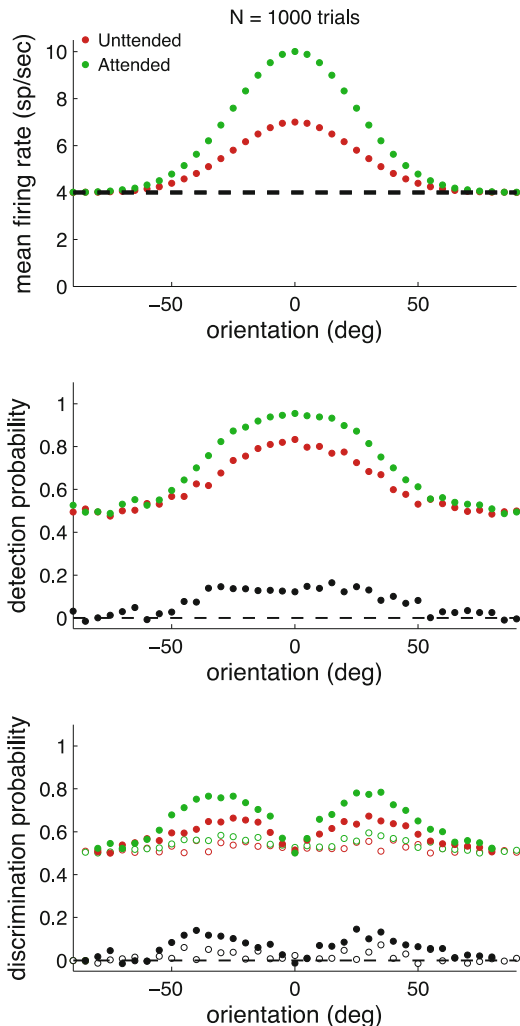 N = 1000 trials
Unttended
Attended
mean firing rate (sp/sec)
10
8
6
4
2
0
−50 0 50
orientation (deg)
detection probability
1
0.8
0.6
0.4
0.2
0
−50 0 50
orientation (deg)
discrimination probability
1
0.8
0.6
0.4
0.2
0
−50 0 50
orientation (deg)